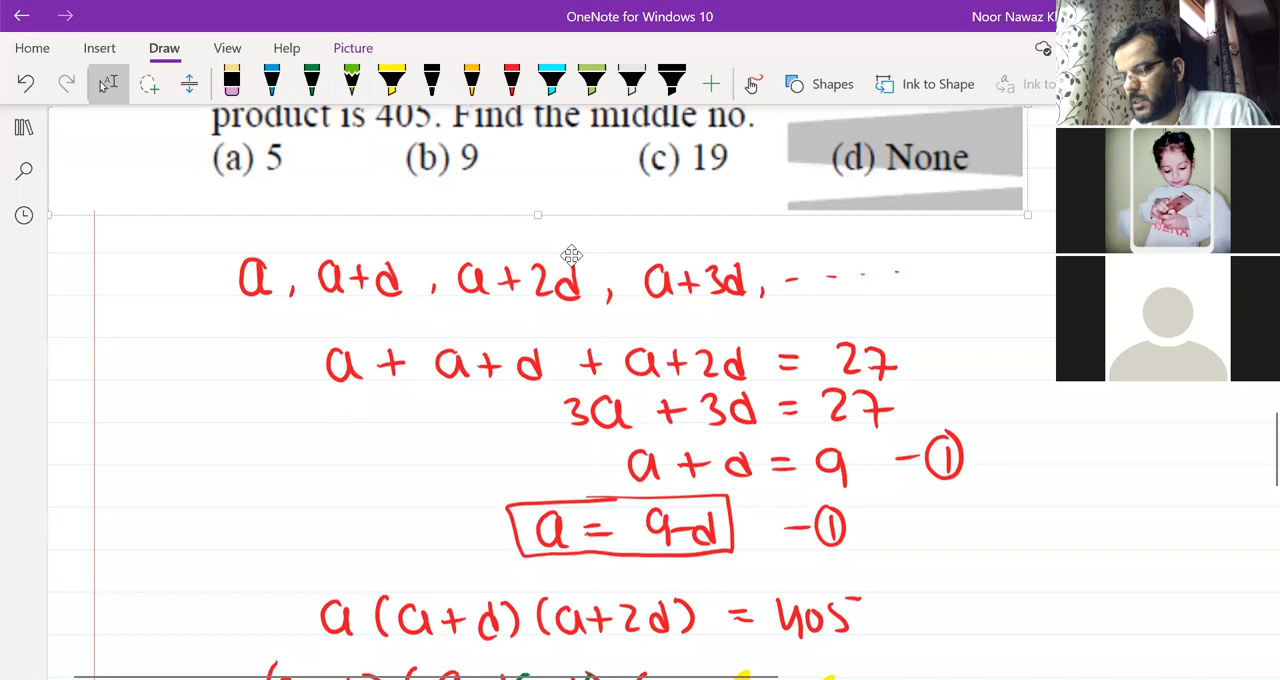 OneNote for Windows 10
Noor Nawaz
Home Insert Draw View Help Picture
Shapes Ink to Shape Ink to
product is 405. Find the middle no.
(a) 5 (b) 9 (c) 19 (d) None
a, a+d, a+2d, a+3d, - - - -
a + a+d + a+2d = 27
3a + 3d = 27
a + d = 9 -①
a = 9-d -①
a (a+d) (a+2d) = 405